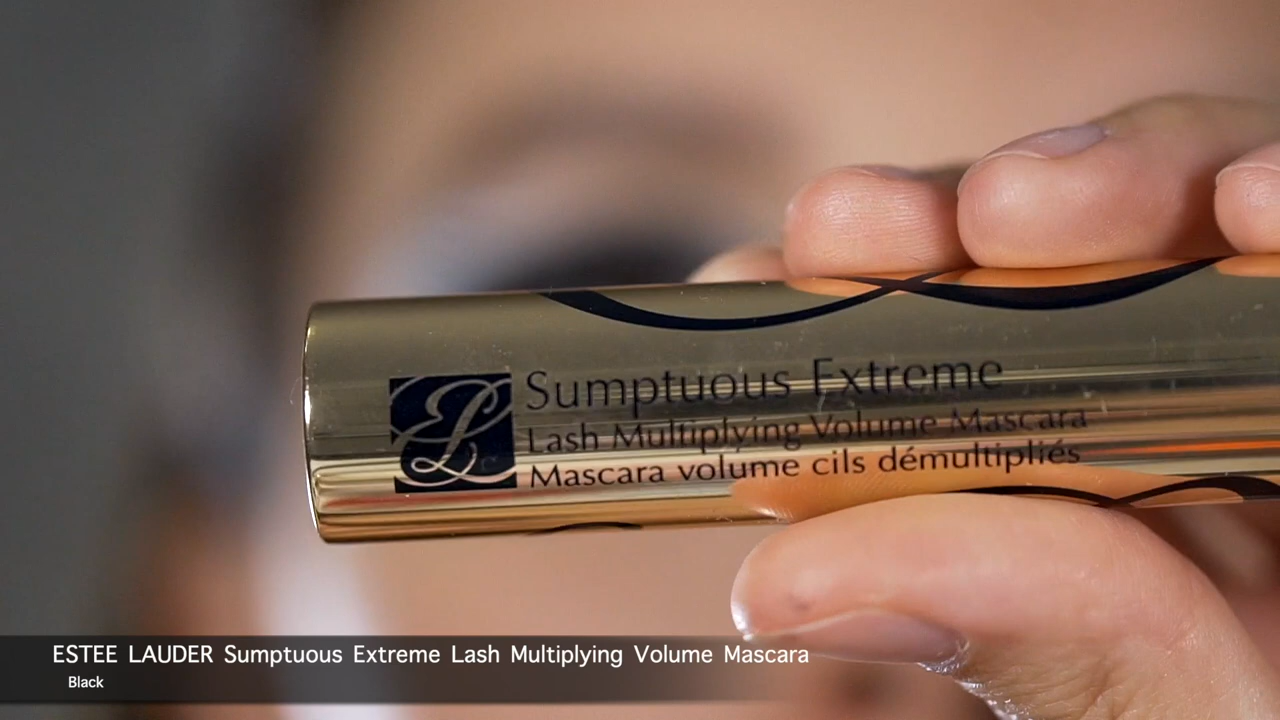 EL
Sumptuous Extreme
Lash Multiplying Volume Mascara
Mascara volume cils démultipliés
ESTEE LAUDER Sumptuous Extreme Lash Multiplying Volume Mascara
Black